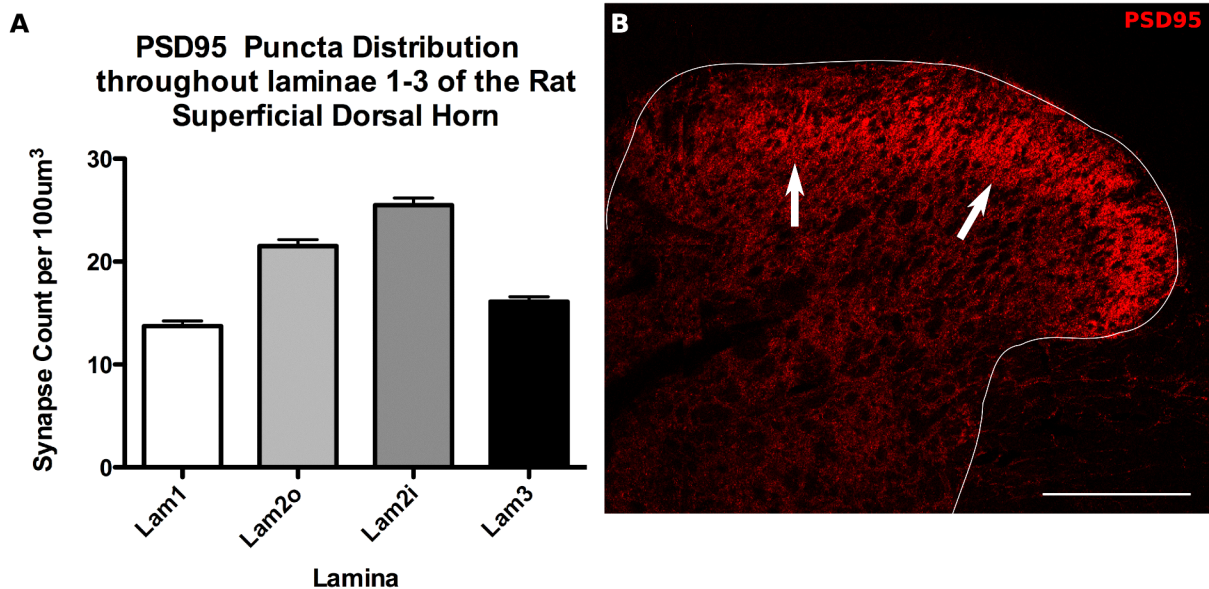 A
PSD95 Puncta Distribution
throughout laminae 1-3 of the Rat
Superficial Dorsal Horn
Synapse Count per 100um³
30
20
10
0
Lam1
Lam2o
Lam2i
Lam3
Lamina
B
PSD95